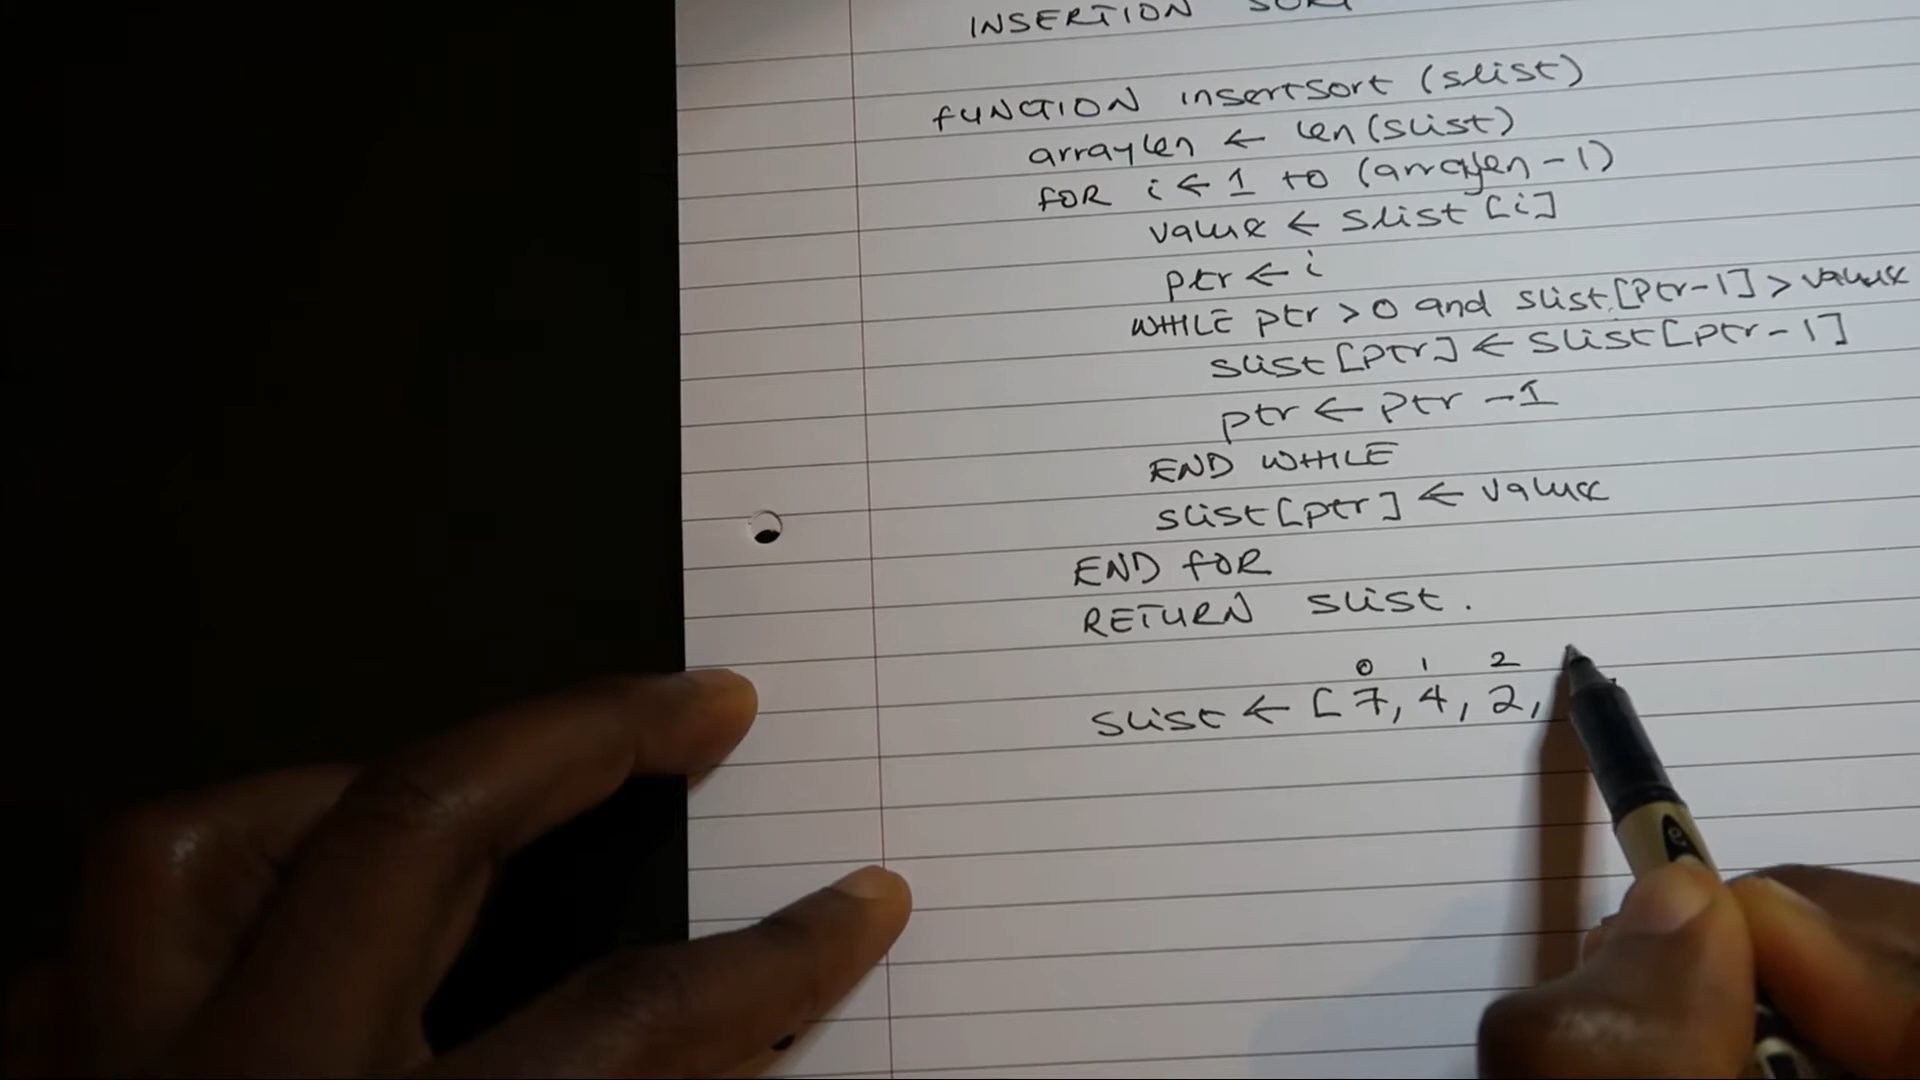 INSERTION SORT
FUNCTION insertsort (slist)
arraylen ← len(slist)
FOR i ← 1 to (arraylen - 1)
value ← slist [i]
ptr ← i
WHILE ptr > 0 and slist[ptr-1] > value
slist [ptr] ← slist[ptr-1]
ptr ← ptr - 1
END WHILE
slist[ptr] ← value
END FOR
RETURN slist.
0 1 2
slist ← [ 7, 4, 2,